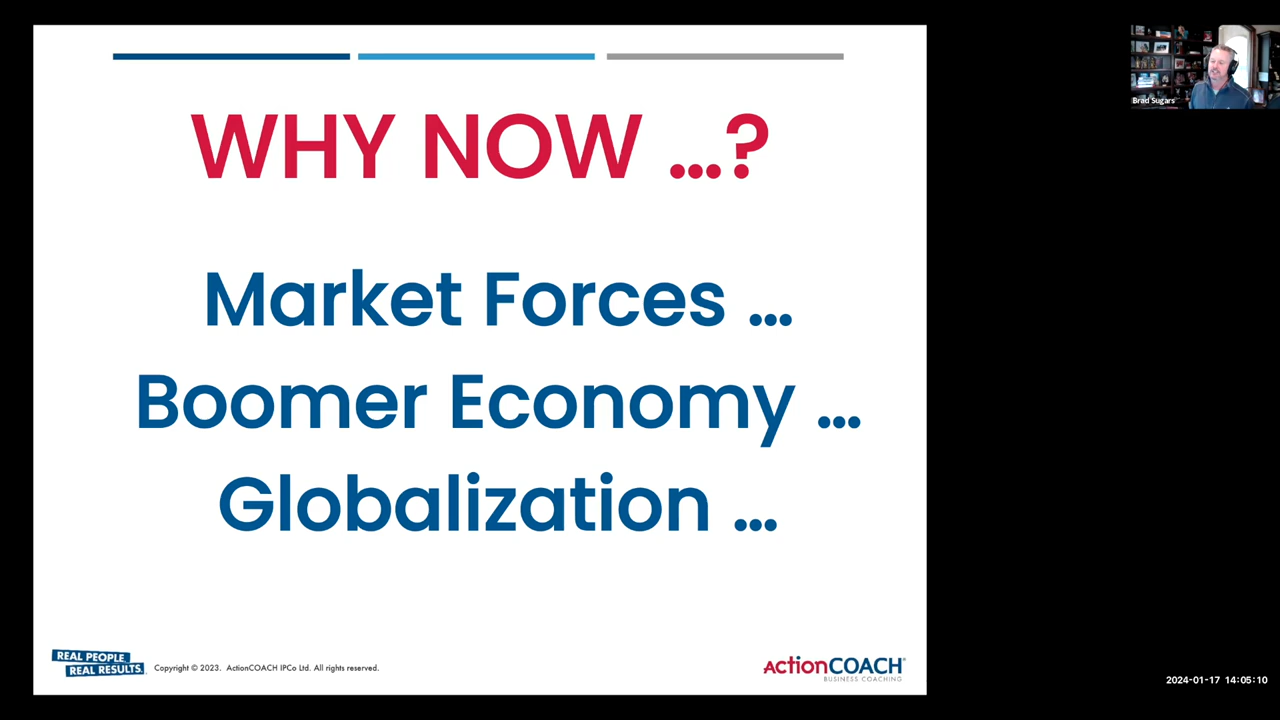 WHY NOW ...?
Market Forces ...
Boomer Economy ...
Globalization ...
REAL PEOPLE
REAL RESULTS.
Copyright © 2023. ActionCOACH IPCo Ltd. All rights reserved.
ActionCOACH®
BUSINESS COACHING
Brad Sugars
2024-01-17 14:05:10